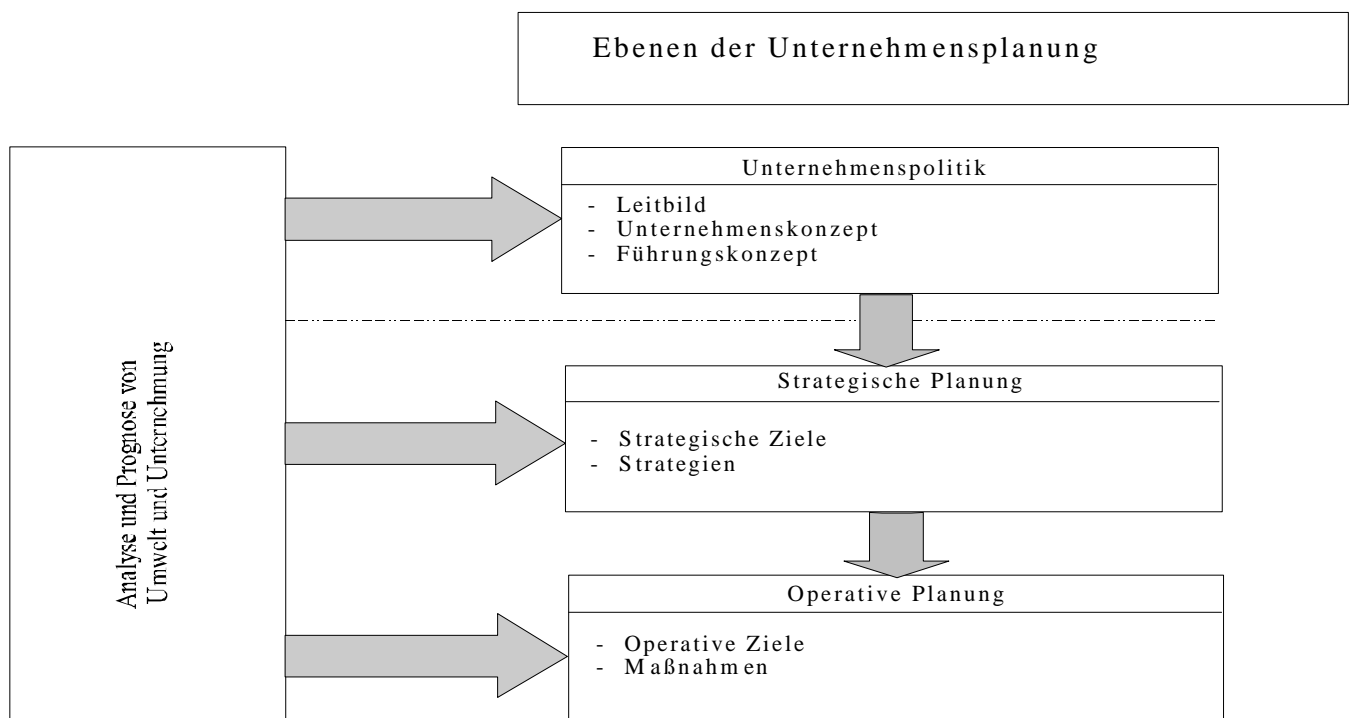 Ebenen der Unternehmensplanung
Analyse und Prognose von
Umwelt und Unternehmung
Unternehmenspolitik
- Leitbild
- Unternehmenskonzept
- Führungskonzept
Strategische Planung
- Strategische Ziele
- Strategien
Operative Planung
- Operative Ziele
- Maßnahmen